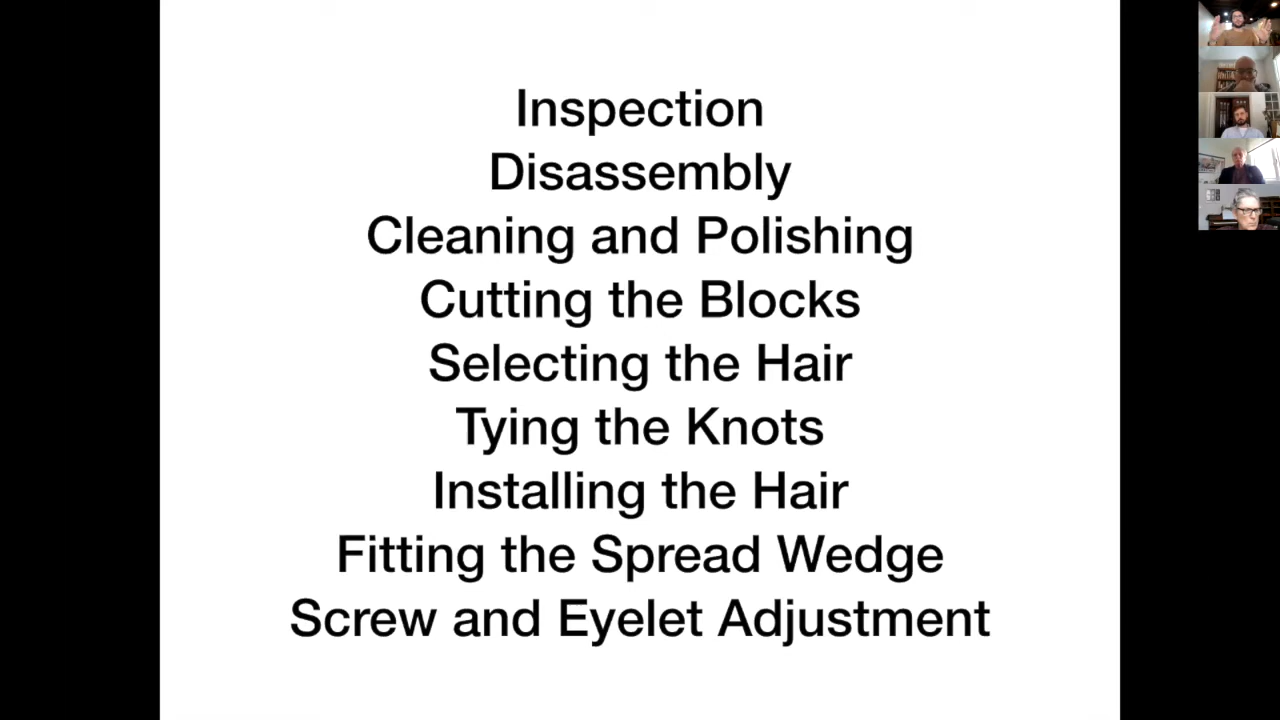 Inspection
Disassembly
Cleaning and Polishing
Cutting the Blocks
Selecting the Hair
Tying the Knots
Installing the Hair
Fitting the Spread Wedge
Screw and Eyelet Adjustment